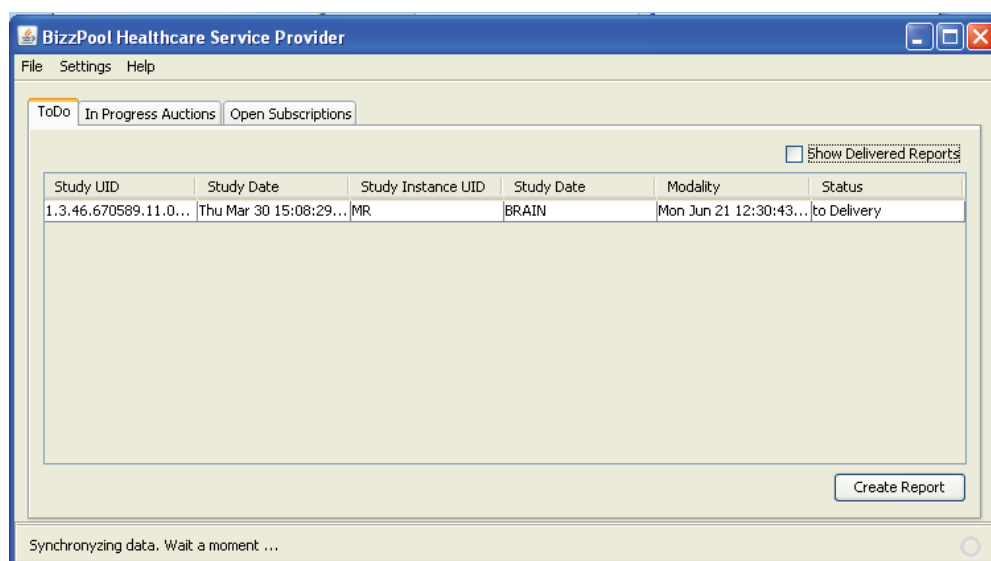 BizzPool Healthcare Service Provider
File Settings Help
ToDo In Progress Auctions Open Subscriptions
Show Delivered Reports
Study UID Study Date Study Instance UID Study Date Modality Status
1.3.46.670589.11.0... Thu Mar 30 15:08:29... MR BRAIN Mon Jun 21 12:30:43... to Delivery
Create Report
Synchronyzing data. Wait a moment ...